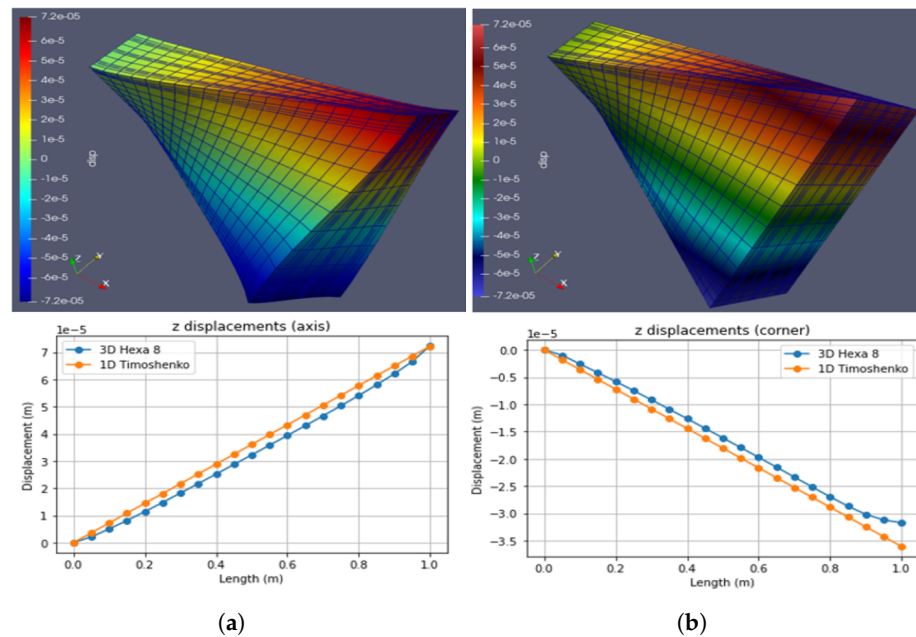 7.2e-05
6e-5
5e-5
4e-5
3e-5
2e-5
1e-5
0
-1e-5
-2e-5
-3e-5
-4e-5
-5e-5
-6e-5
-7.2e-05
disp
Z
Y
X
7.2e-05
6e-5
5e-5
4e-5
3e-5
2e-5
1e-5
0
-1e-5
-2e-5
-3e-5
-4e-5
-5e-5
-6e-5
-7.2e-05
disp
Z
Y
X
z displacements (axis)
1e-5
3D Hexa 8
1D Timoshenko
7
6
5
4
3
2
1
0
Displacement (m)
0.0 0.2 0.4 0.6 0.8 1.0
Length (m)
z displacements (corner)
1e-5
3D Hexa 8
1D Timoshenko
0.0
-0.5
-1.0
-1.5
-2.0
-2.5
-3.0
-3.5
Displacement (m)
0.0 0.2 0.4 0.6 0.8 1.0
Length (m)
(a) (b)